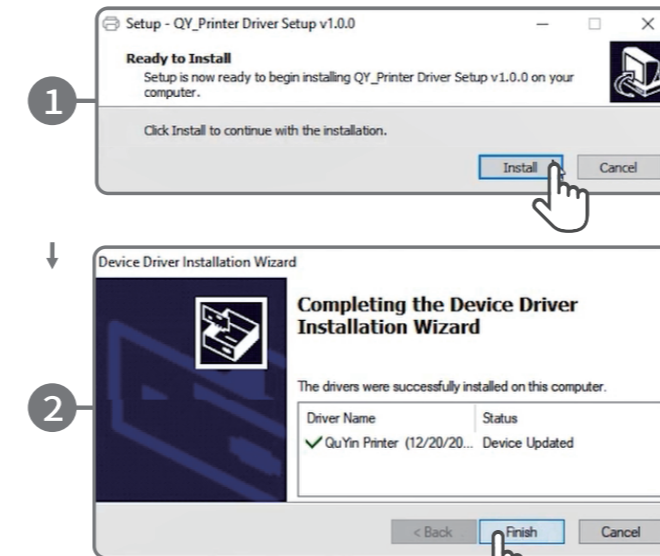 Setup - QY_Printer Driver Setup v1.0.0
Ready to Install
Setup is now ready to begin installing QY_Printer Driver Setup v1.0.0 on your
computer.
1
Click Install to continue with the installation.
Install
Cancel
↓
Device Driver Installation Wizard
Completing the Device Driver
Installation Wizard
The drivers were successfully installed on this computer.
2
Driver Name Status
QuYin Printer (12/20/20... Device Updated
< Back
Finish
Cancel